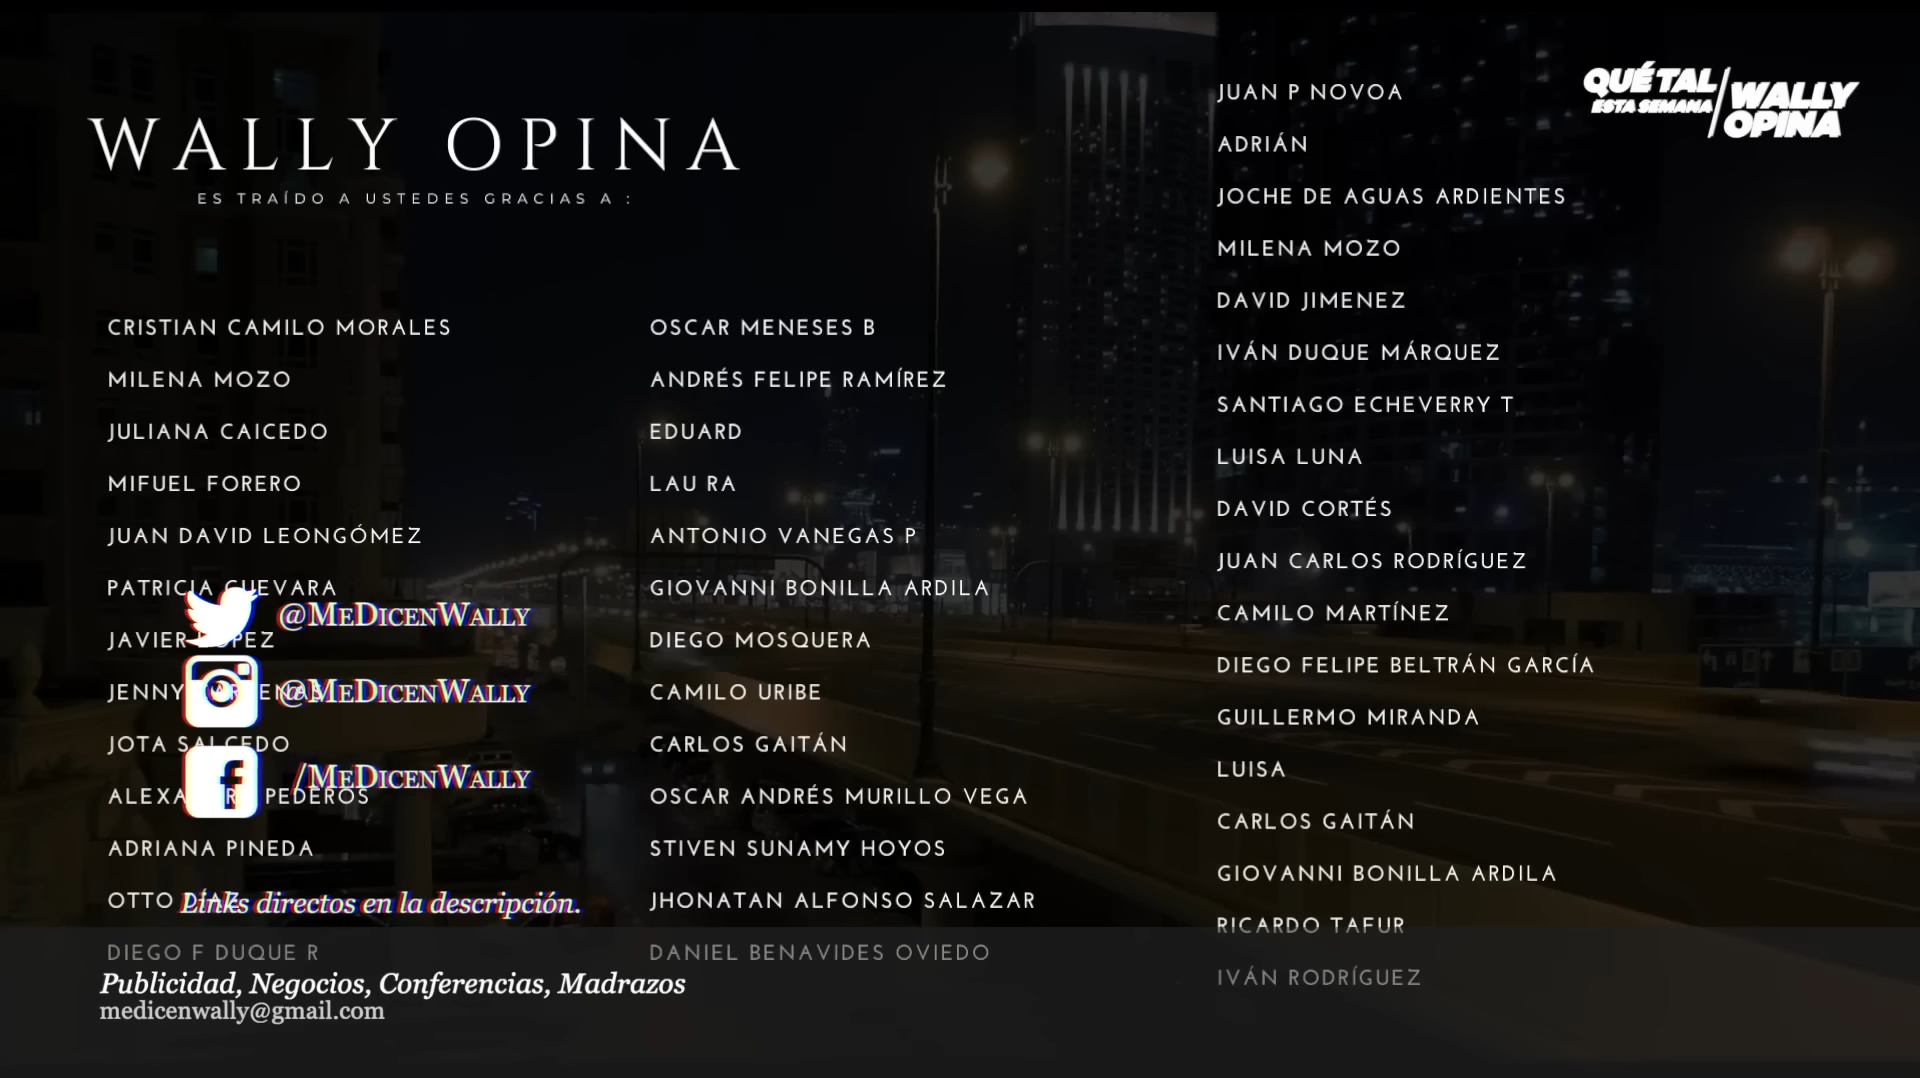 WALLY OPINA
ES TRAÍDO A USTEDES GRACIAS A :
CRISTIAN CAMILO MORALES
MILENA MOZO
JULIANA CAICEDO
MIFUEL FORERO
JUAN DAVID LEONGÓMEZ
PATRICIA GUEVARA
JAVIER
JENNY
JOTA SALCEDO
ADRIANA PINEDA
OTTO
DIEGO F DUQUE R
@MeDicenWally
@MeDicenWally
/MeDicenWally
Links directos en la descripción.
OSCAR MENESES B
ANDRÉS FELIPE RAMÍREZ
EDUARD
LAU RA
ANTONIO VANEGAS P
GIOVANNI BONILLA ARDILA
DIEGO MOSQUERA
CAMILO URIBE
CARLOS GAITÁN
OSCAR ANDRÉS MURILLO VEGA
STIVEN SUNAMY HOYOS
JHONATAN ALFONSO SALAZAR
DANIEL BENAVIDES OVIEDO
JUAN P NOVOA
ADRIÁN
JOCHE DE AGUAS ARDIENTES
MILENA MOZO
DAVID JIMENEZ
IVÁN DUQUE MÁRQUEZ
SANTIAGO ECHEVERRY T
LUISA LUNA
DAVID CORTÉS
JUAN CARLOS RODRÍGUEZ
CAMILO MARTÍNEZ
DIEGO FELIPE BELTRÁN GARCÍA
GUILLERMO MIRANDA
LUISA
CARLOS GAITÁN
GIOVANNI BONILLA ARDILA
RICARDO TAFUR
IVÁN RODRÍGUEZ
QUÉ TAL
ESTA SEMANA
WALLY
OPINA
Publicidad, Negocios, Conferencias, Madrazos
medicenwally@gmail.com